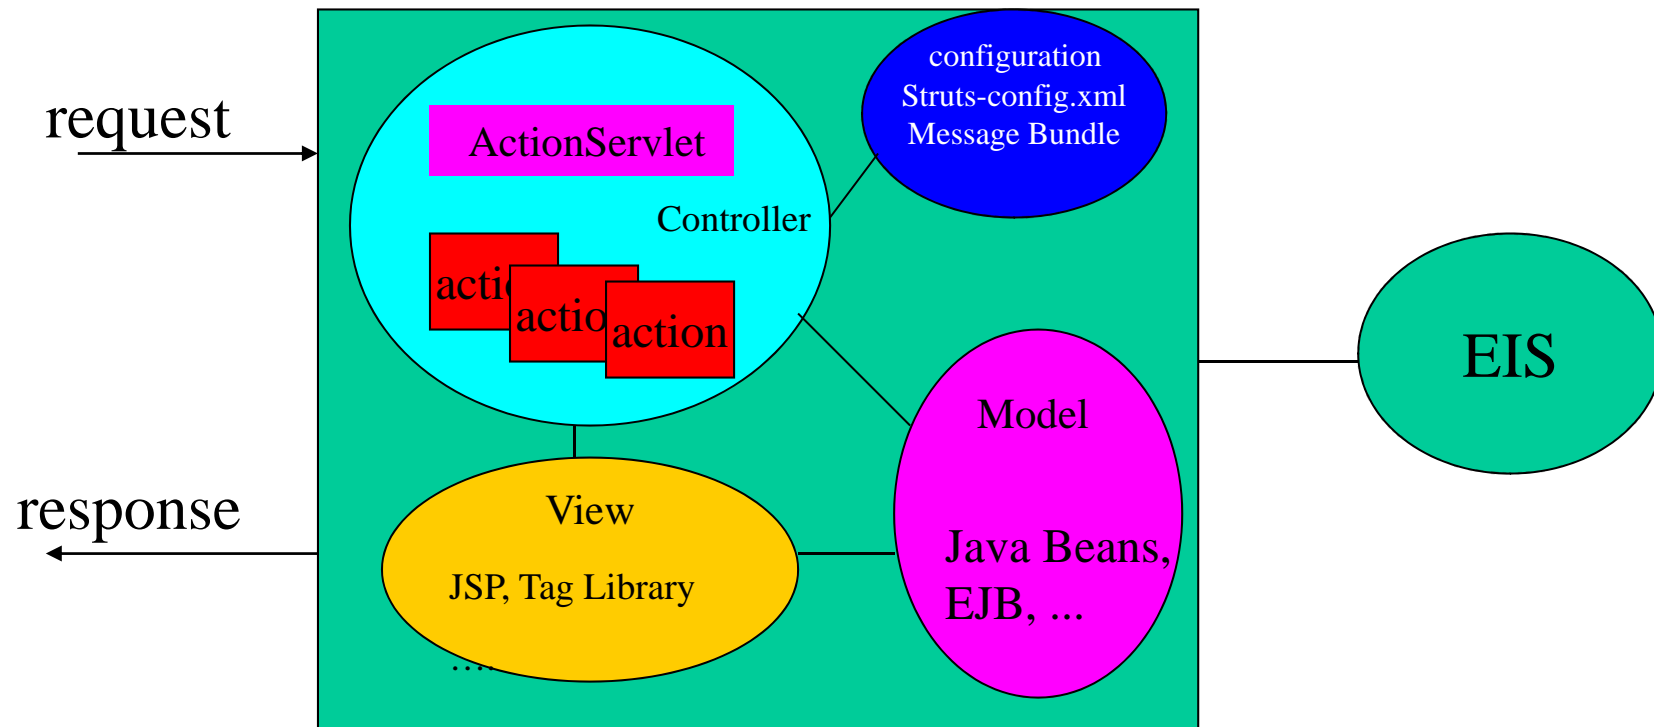 request
ActionServlet
Controller
actio
actio
action
configuration
Struts-config.xml
Message Bundle
EIS
Model
Java Beans,
EJB, ...
response
View
JSP, Tag Library
....